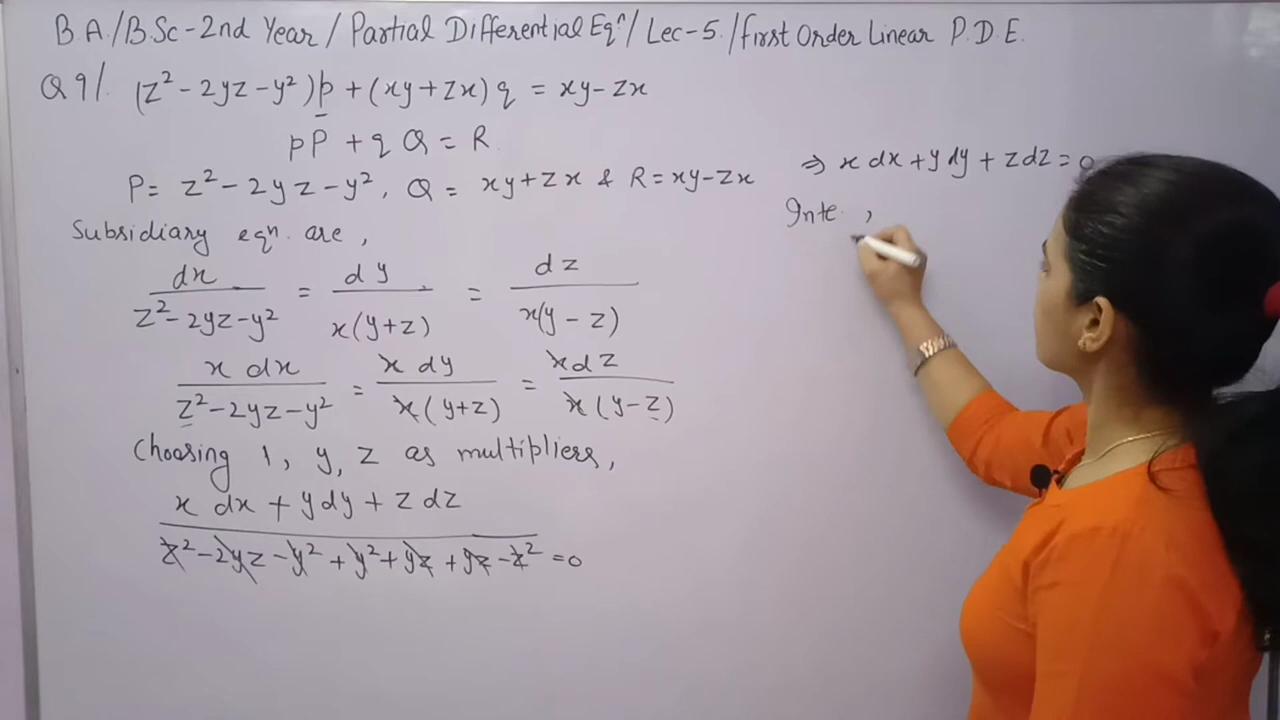 B.A./B.Sc-2nd Year/Partial Differential Eqⁿ/Lec-5./First Order Linear P.D.E.
Q 9/. (z² - 2yz - y²)p + (xy + zx) q = xy - zx
pP + q Q = R
P = z² - 2yz - y², Q = xy + zx & R = xy - zx
Subsidiary eqⁿ. are,
dx / (z² - 2yz - y²) = dy / (x(y + z)) = dz / (x(y - z))
x dx / (z² - 2yz - y²) = x dy / (x(y + z)) = x dz / (x(y - z))
Choosing 1, y, z as multipliers,
x dx + y dy + z dz
z² - 2yz - y² + y² + yz + yz - z² = 0
⇒ x dx + y dy + z dz = 0
Inte. ,